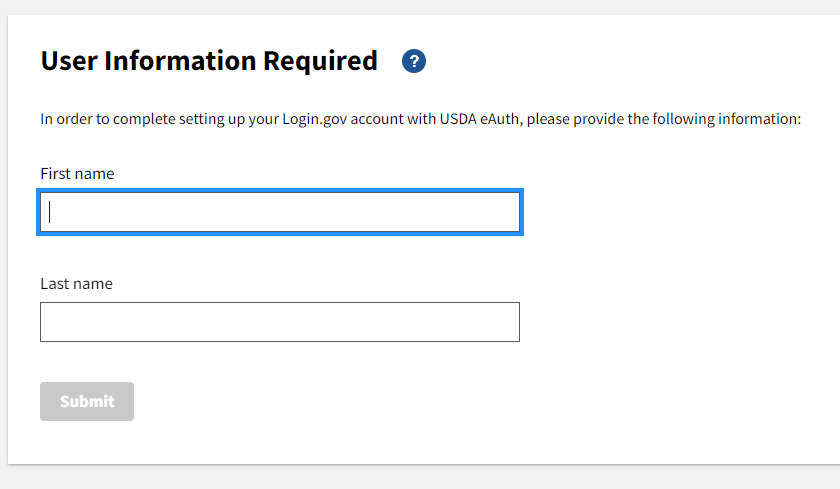 User Information Required ?
In order to complete setting up your Login.gov account with USDA eAuth, please provide the following information:
First name
Last name
Submit